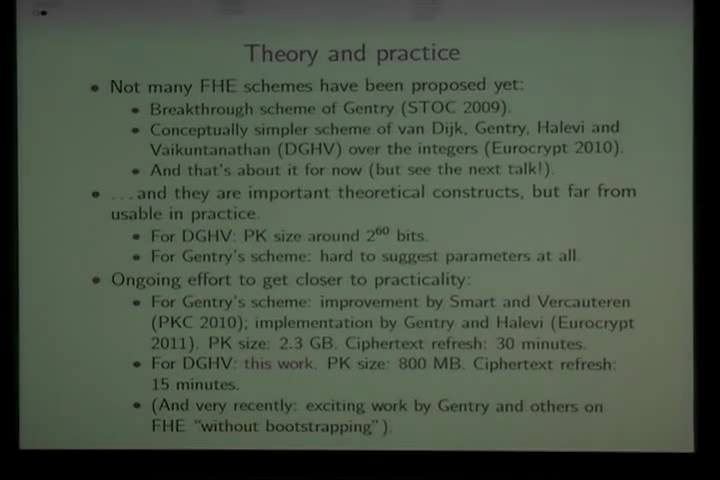 Theory and practice
• Not many FHE schemes have been proposed yet:
• Breakthrough scheme of Gentry (STOC 2009).
• Conceptually simpler scheme of van Dijk, Gentry, Halevi and
Vaikuntanathan (DGHV) over the integers (Eurocrypt 2010).
• And that's about it for now (but see the next talk!).
• ...and they are important theoretical constructs, but far from
usable in practice.
• For DGHV: PK size around 2⁶⁰ bits.
• For Gentry's scheme: hard to suggest parameters at all.
• Ongoing effort to get closer to practicality:
• For Gentry's scheme: improvement by Smart and Vercauteren
(PKC 2010); implementation by Gentry and Halevi (Eurocrypt
2011). PK size: 2.3 GB. Ciphertext refresh: 30 minutes.
• For DGHV: this work. PK size: 800 MB. Ciphertext refresh:
15 minutes.
• (And very recently: exciting work by Gentry and others on
FHE "without bootstrapping").